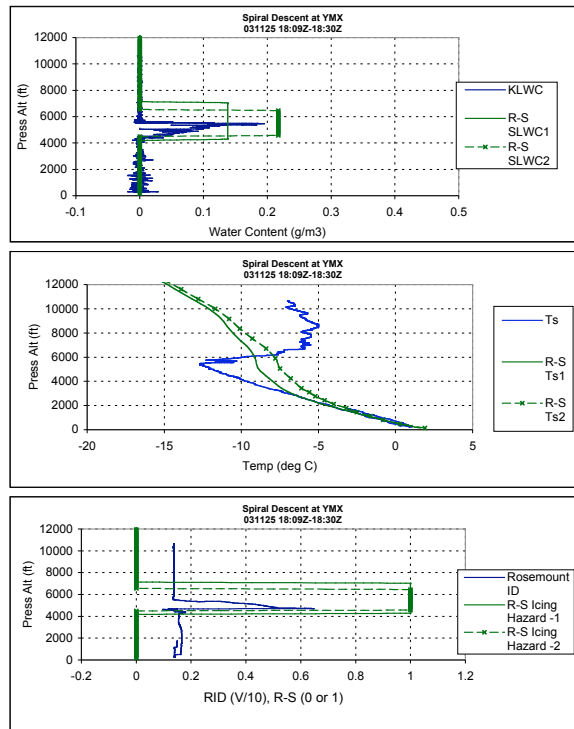 Spiral Descent at YMX
031125 18:09Z-18:30Z
12000
10000
8000
6000
4000
2000
0
Press Alt (ft)
-0.1 0 0.1 0.2 0.3 0.4 0.5
Water Content (g/m3)
KLWC
R-S
SLWC1
R-S
SLWC2
Spiral Descent at YMX
031125 18:09Z-18:30Z
12000
10000
8000
6000
4000
2000
0
Press Alt (ft)
-20 -15 -10 -5 0 5
Temp (deg C)
Ts
R-S
Ts1
R-S
Ts2
Spiral Descent at YMX
031125 18:09Z-18:30Z
12000
10000
8000
6000
4000
2000
0
Press Alt (ft)
-0.2 0 0.2 0.4 0.6 0.8 1 1.2
RID (V/10), R-S (0 or 1)
Rosemount
ID
R-S Icing
Hazard -1
R-S Icing
Hazard -2